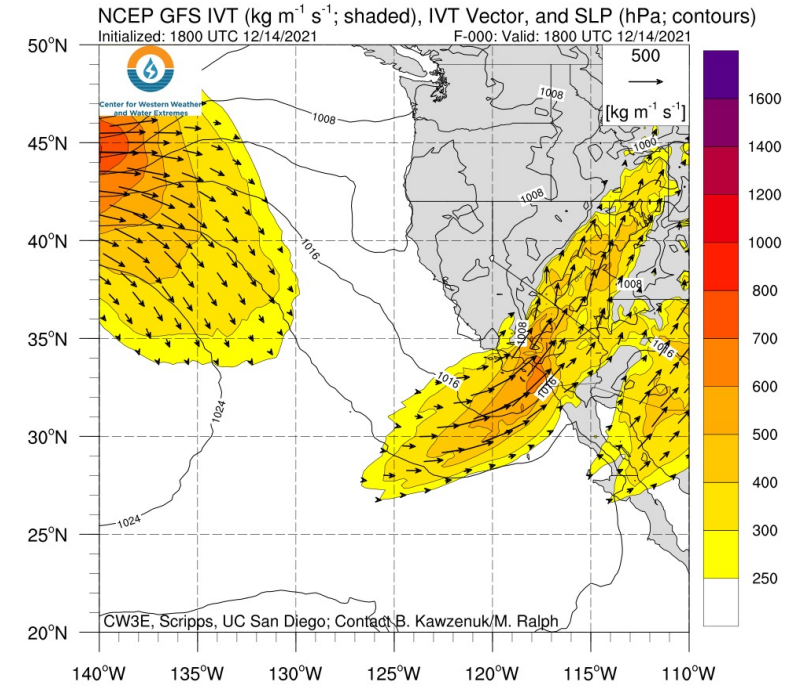 NCEP GFS IVT (kg m⁻¹ s⁻¹; shaded), IVT Vector, and SLP (hPa; contours)
Initialized: 1800 UTC 12/14/2021 F-000: Valid: 1800 UTC 12/14/2021
50°N
500
[kg m⁻¹ s⁻¹]
Center for Western Weather
and Water Extremes
1008
1008
1600
45°N
1000
1400
1008
1200
40°N
1016
1000
1008
800
1008
35°N
1016
700
1016
1016
600
1024
30°N
500
400
1024
25°N
300
250
CW3E, Scripps, UC San Diego; Contact B. Kawzenuk/M. Ralph
20°N
140°W 135°W 130°W 125°W 120°W 115°W 110°W